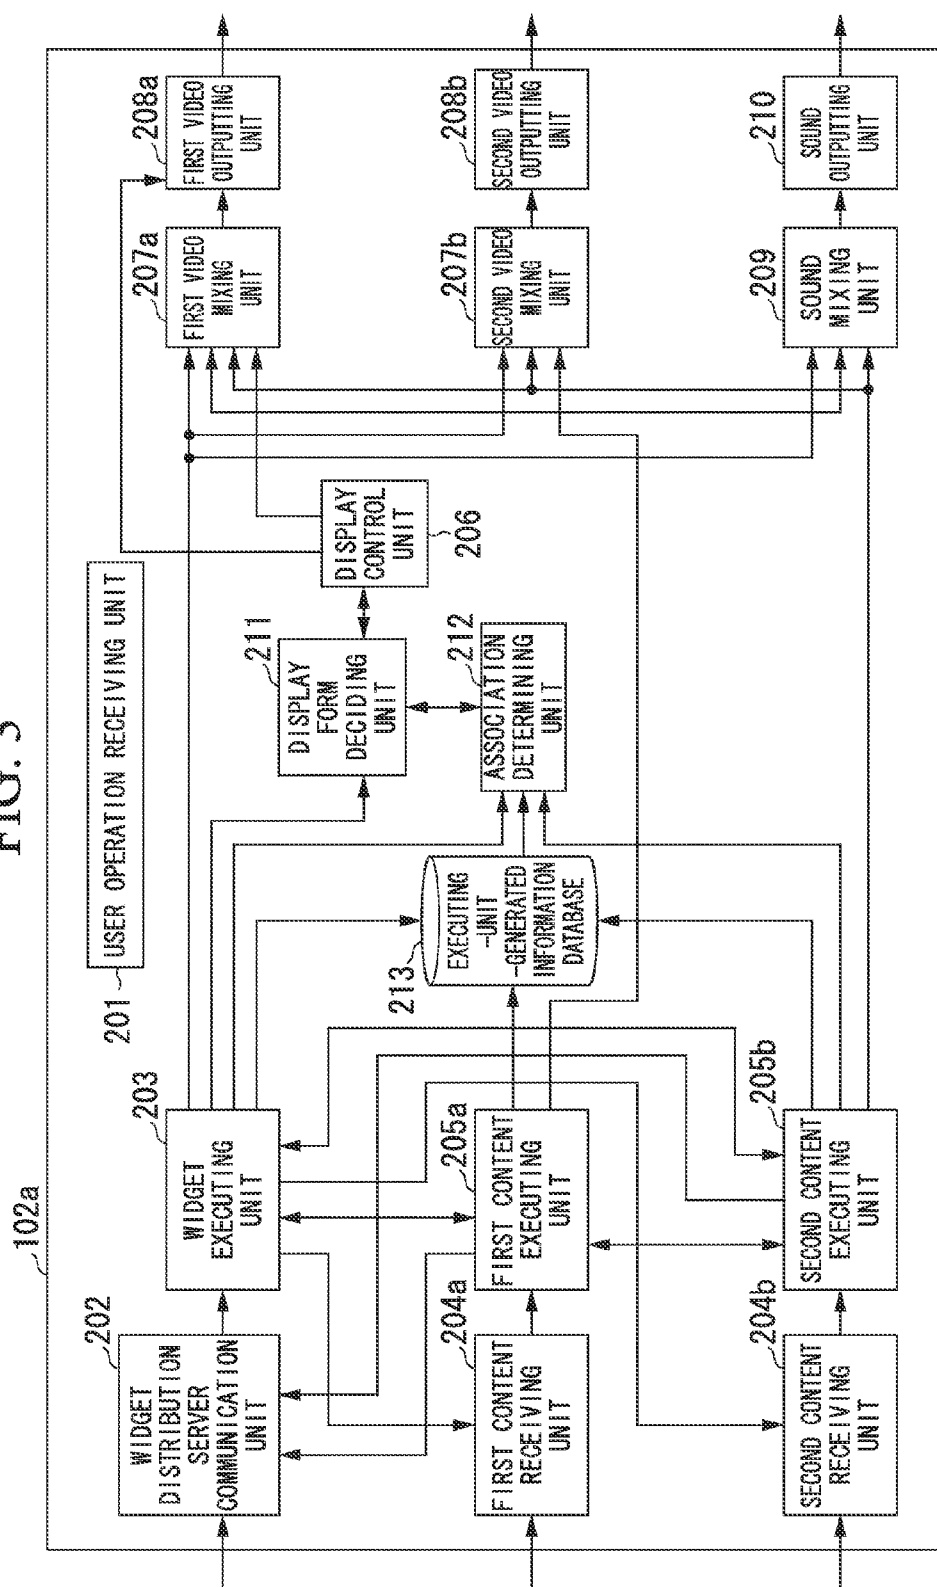 FIG. 3
102a
201
USER OPERATION RECEIVING UNIT
202
WIDGET
DISTRIBUTION
SERVER
COMMUNICATION
UNIT
203
WIDGET
EXECUTING
UNIT
211
DISPLAY
FORM
DECIDING
UNIT
DISPLAY
CONTROL
UNIT
206
207a
FIRST VIDEO
MIXING
UNIT
208a
FIRST VIDEO
OUTPUTTING
UNIT
204a
FIRST CONTENT
RECEIVING
UNIT
205a
FIRST CONTENT
EXECUTING
UNIT
213
EXECUTING
-UNIT
-GENERATED
INFORMATION
DATABASE
212
ASSOCIATION
DETERMINING
UNIT
207b
SECOND VIDEO
MIXING
UNIT
208b
SECOND VIDEO
OUTPUTTING
UNIT
204b
SECOND CONTENT
RECEIVING
UNIT
205b
SECOND CONTENT
EXECUTING
UNIT
209
SOUND
MIXING
UNIT
210
SOUND
OUTPUTTING
UNIT